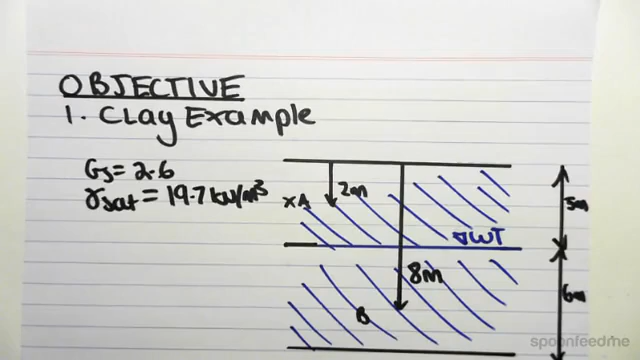 OBJECTIVE
1. Clay Example
Gs = 2.6
γsat = 19.7 kN/m³
xA
2m
5m
WT
8m
6m
B
spoonfeedme